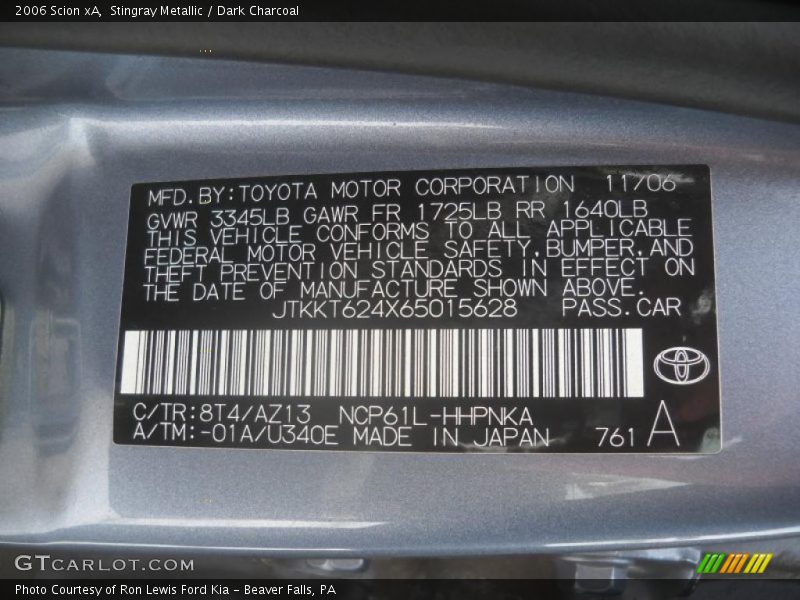 2006 Scion xA, Stingray Metallic / Dark Charcoal
MFD. BY: TOYOTA MOTOR CORPORATION 11/06
GVWR 3345LB GAWR FR 1725LB RR 1640LB
THIS VEHICLE CONFORMS TO ALL APPLICABLE
FEDERAL MOTOR VEHICLE SAFETY, BUMPER, AND
THEFT PREVENTION STANDARDS IN EFFECT ON
THE DATE OF MANUFACTURE SHOWN ABOVE.
JTKKT624X65015628 PASS. CAR
C/TR: 8T4/AZ13 NCP61L-HHPNKA
A/TM: -01A/U340E MADE IN JAPAN 761 A
GTCARLOT.COM
Photo Courtesy of Ron Lewis Ford Kia - Beaver Falls, PA